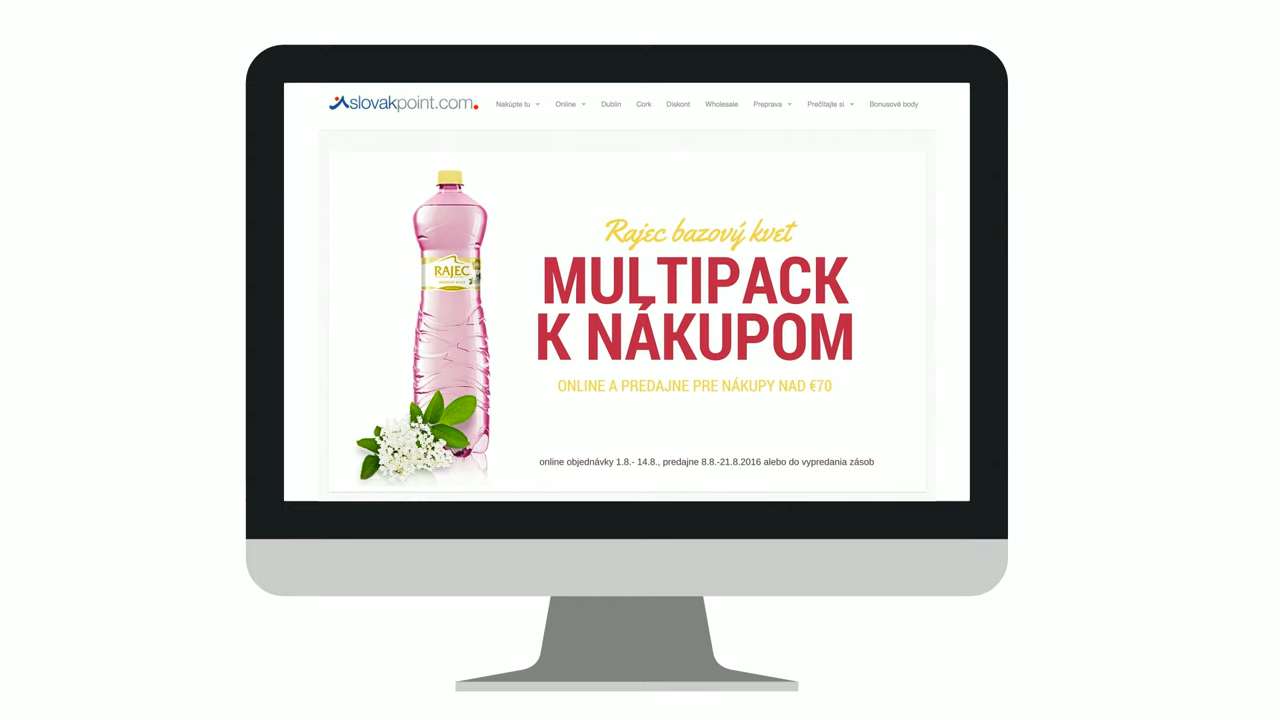 slovakpoint.com.
Nakúpte tu Online Dublin Cork Diskont Wholesale Preprava Prečítajte si Bonusové body
Rajec bazový kvet
MULTIPACK
K NÁKUPOM
ONLINE A PREDAJNE PRE NÁKUPY NAD €70
online objednávky 1.8.- 14.8., predajne 8.8.-21.8.2016 alebo do vypredania zásob
RAJEC